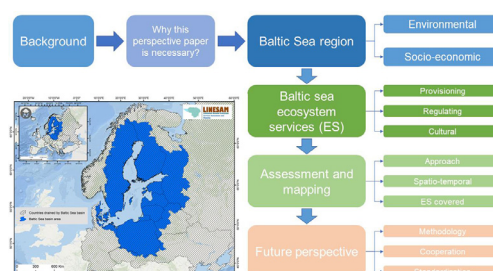 Background
Why this
perspective paper
is necessary?
Baltic Sea region
Environmental
Socio-economic
Baltic sea
ecosystem
services (ES)
Provisioning
Regulating
Cultural
Assessment and
mapping
Approach
Spatio-temporal
ES covered
Future perspective
Methodology
Cooperation
LINESAM
Countries shared by Baltic Sea basin
Baltic Sea basin area